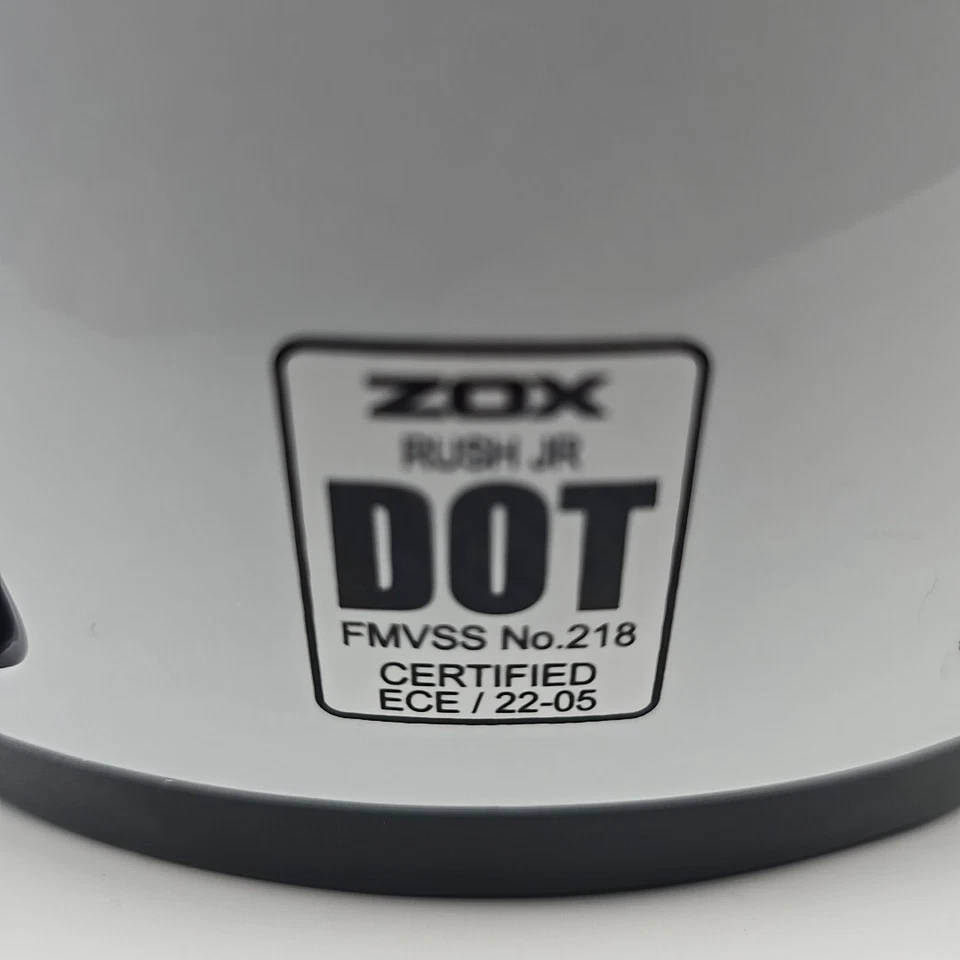 ZOX
RUSH JR
DOT
FMVSS No.218
CERTIFIED
ECE / 22-05